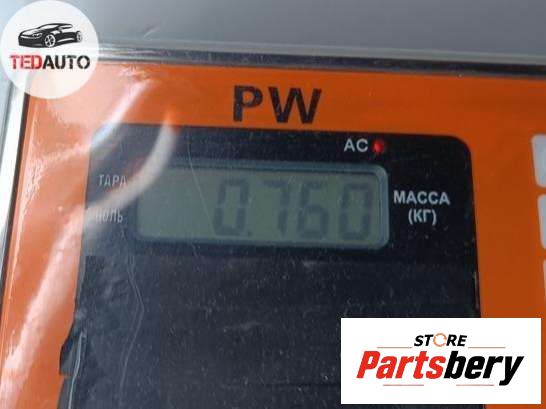 TEDAUTO
PW
AC
ТАРА
НОЛЬ
0.760
МАССА
(КГ)
STORE
Partsbery